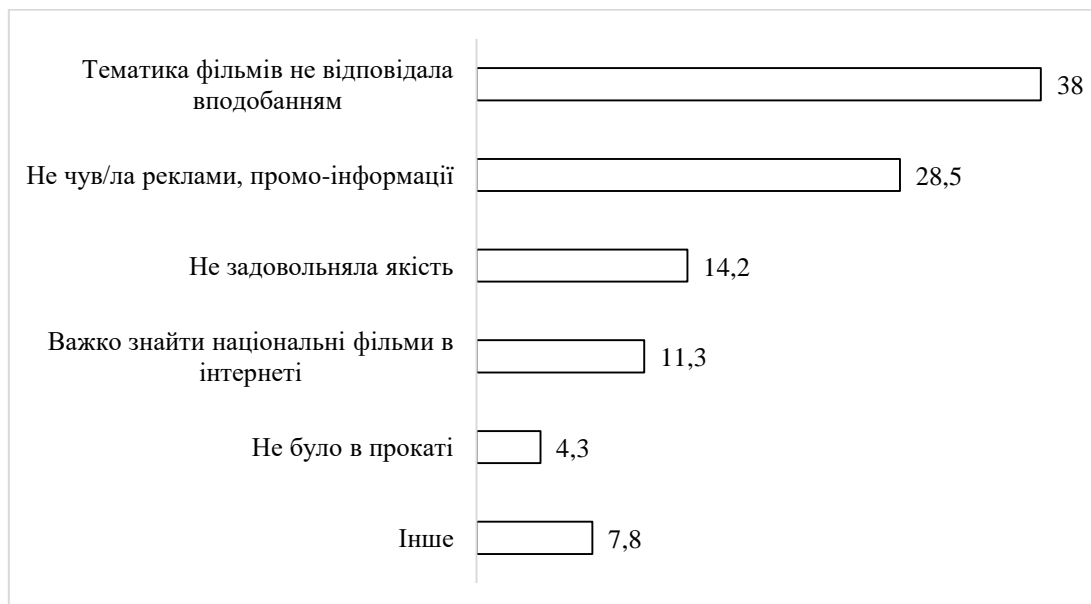 Тематика фільмів не відповідала
вподобанням
38
Не чув/ла реклами, промо-інформації
28,5
Не задовольняла якість
14,2
Важко знайти національні фільми в
інтернеті
11,3
Не було в прокаті
4,3
Інше
7,8